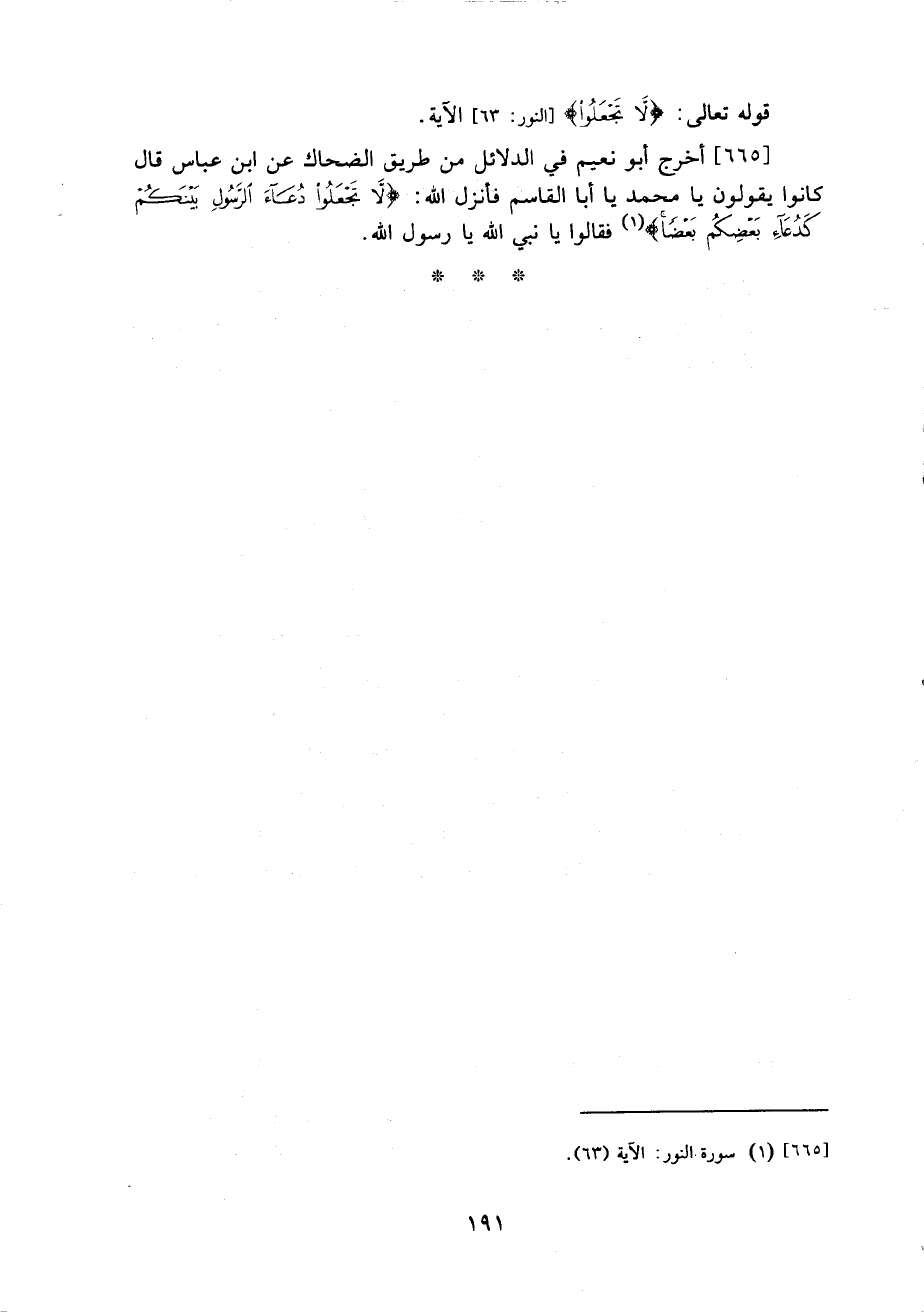 قوله تعالى: ﴿لَّا تَجْعَلُوا۟﴾ [النور: ٦٣] الآية.
[٦٦٥] أخرج أبو نعيم في الدلائل من طريق الضحاك عن ابن عباس قال
كانوا يقولون يا محمد يا أبا القاسم فأنزل الله: ﴿لَّا تَجْعَلُوا۟ دُعَآءَ ٱلرَّسُولِ بَيْنَكُمْ
كَدُعَآءِ بَعْضِكُم بَعْضًا﴾(١) فقالوا يا نبي الله يا رسول الله.
❊ ❊ ❊
[٦٦٥] (١) سورة النور: الآية (٦٣).
١٩١